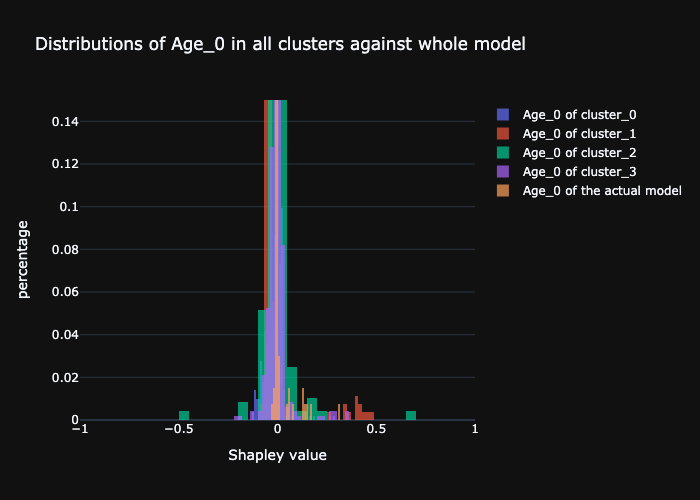 Distributions of Age_0 in all clusters against whole model
0.14
0.12
0.1
0.08
0.06
0.04
0.02
0
percentage
−1
−0.5
0
0.5
1
Shapley value
Age_0 of cluster_0
Age_0 of cluster_1
Age_0 of cluster_2
Age_0 of cluster_3
Age_0 of the actual model